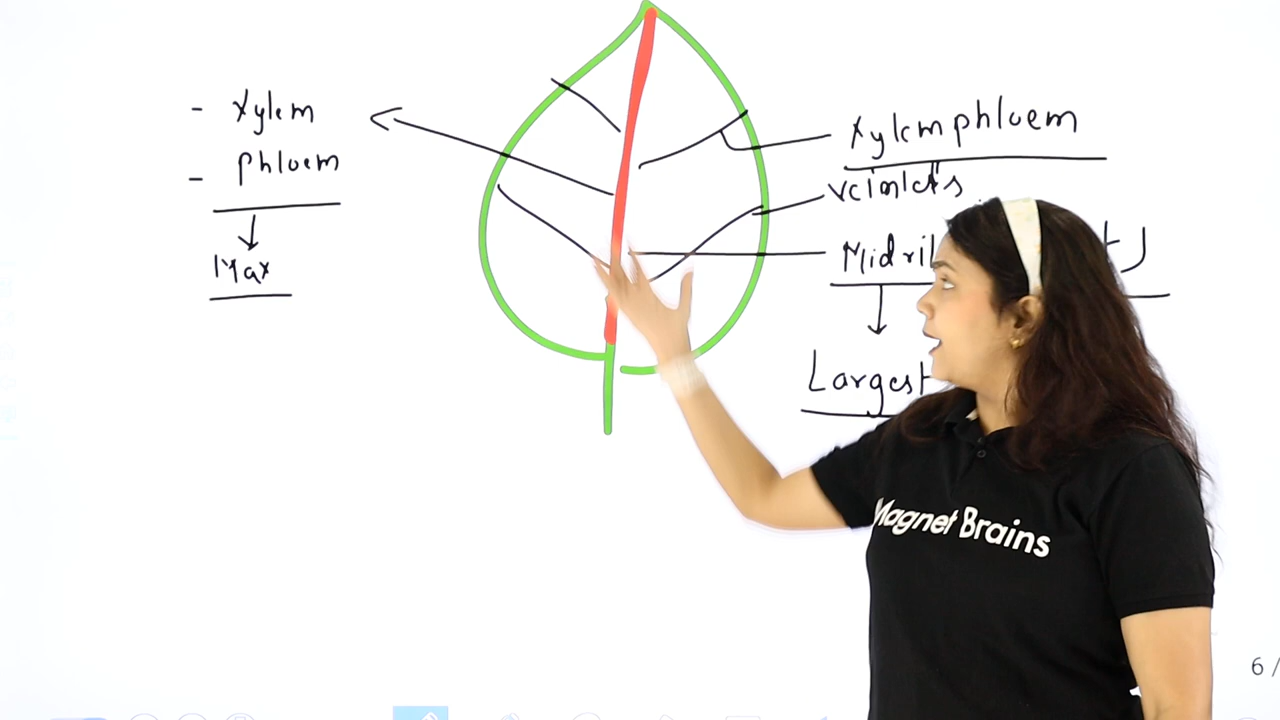 - Xylem
- Phloem
Max
Xylem phloem
veinlets
Midri
Largest
Magnet Brains
6 /